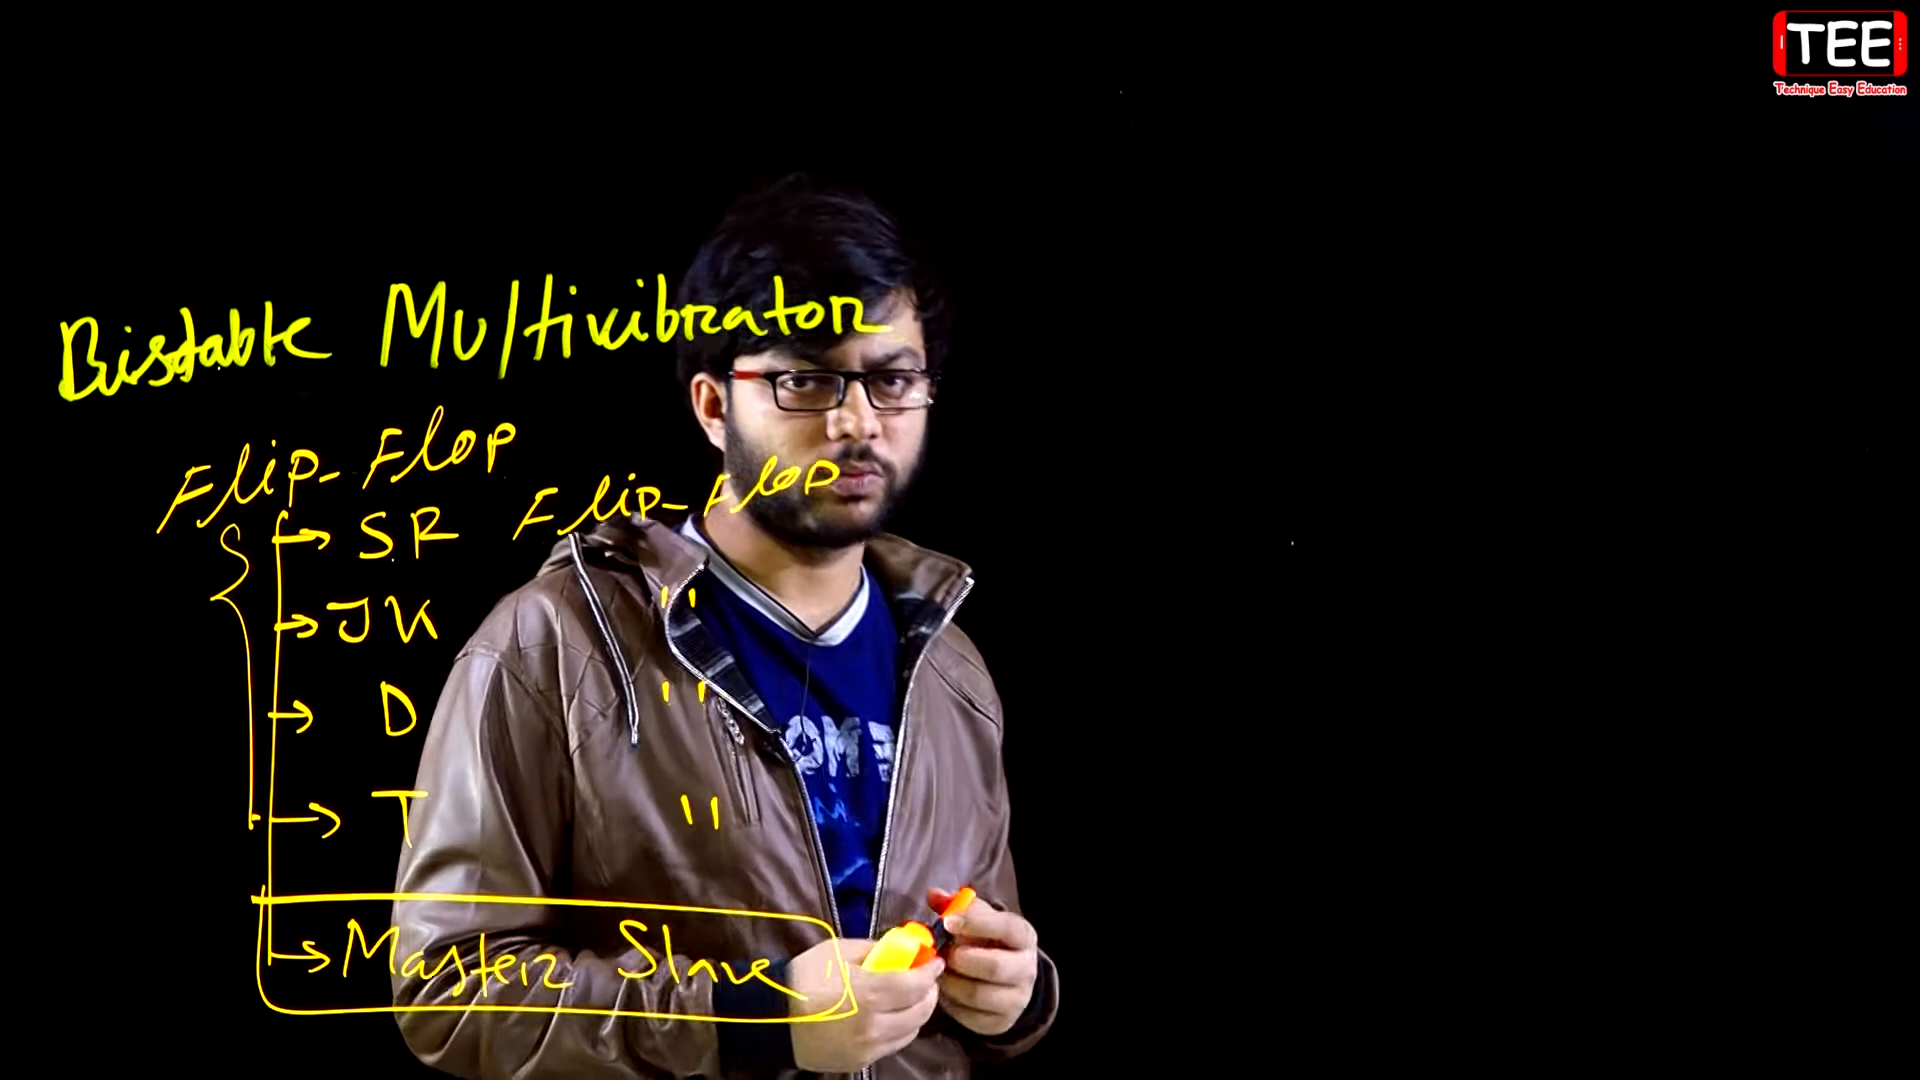 TEE
Technique Easy Education
Bistable Multivibrator
Flip-Flop
→ SR Flip-Flop
→ JK "
→ D "
→ T "
→ Master Slave